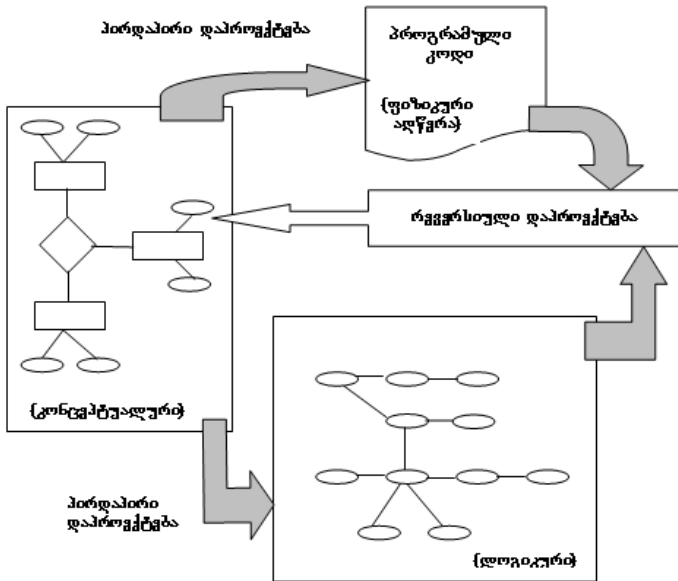 პირდაპირი დაპროექტება
პროგრამული
კოდი
{ფიზიკური
აღწერა}
რევერსიული დაპროექტება
{კონცეპტუალური}
პირდაპირი
დაპროექტება
{ლოგიკური}